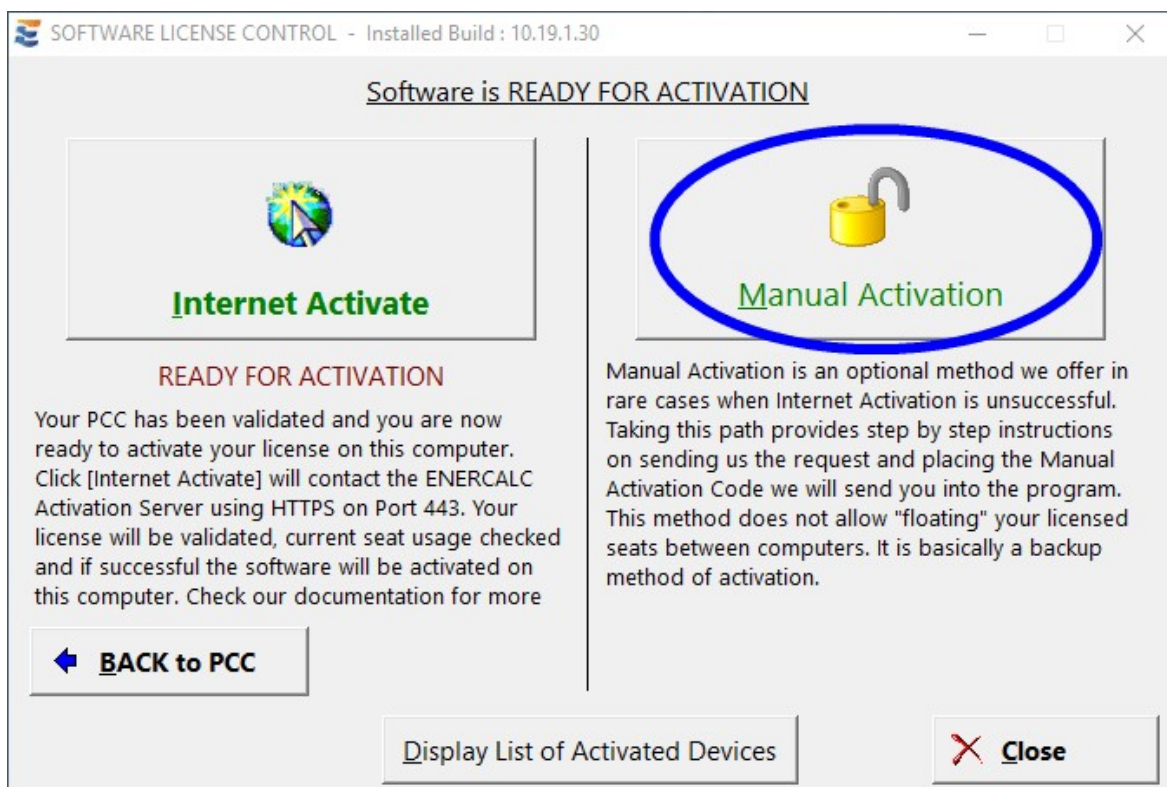 SOFTWARE LICENSE CONTROL - Installed Build : 10.19.1.30
Software is READY FOR ACTIVATION
Internet Activate
READY FOR ACTIVATION
Your PCC has been validated and you are now
ready to activate your license on this computer.
Click [Internet Activate] will contact the ENERCALC
Activation Server using HTTPS on Port 443. Your
license will be validated, current seat usage checked
and if successful the software will be activated on
this computer. Check our documentation for more
BACK to PCC
Manual Activation
Manual Activation is an optional method we offer in
rare cases when Internet Activation is unsuccessful.
Taking this path provides step by step instructions
on sending us the request and placing the Manual
Activation Code we will send you into the program.
This method does not allow "floating" your licensed
seats between computers. It is basically a backup
method of activation.
Display List of Activated Devices
Close